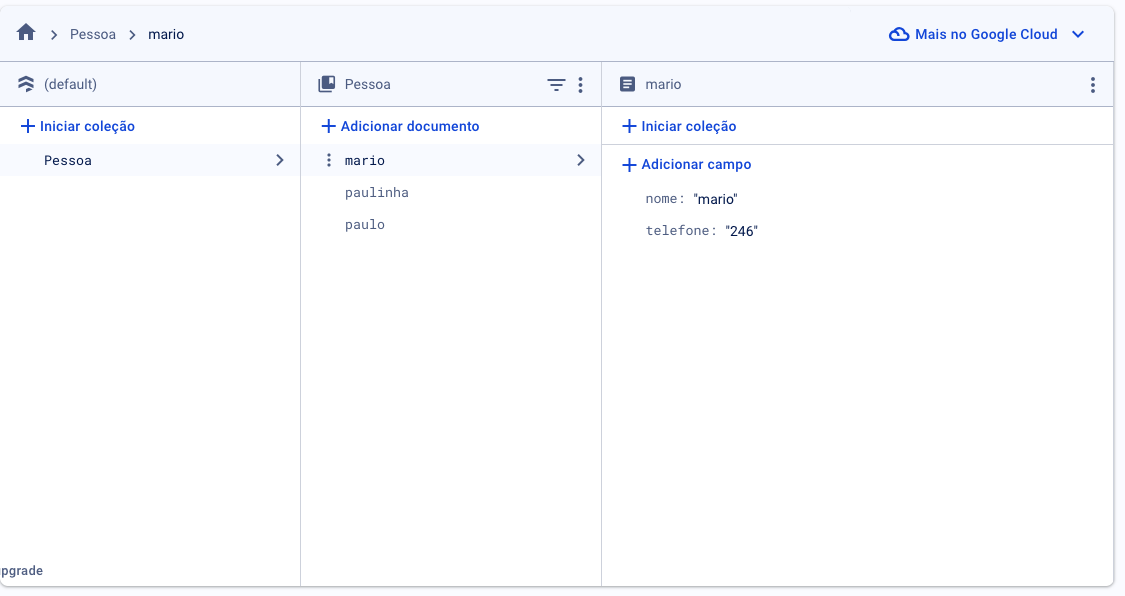 Pessoa
mario
Mais no Google Cloud
(default)
Pessoa
mario
Iniciar coleção
Adicionar documento
Iniciar coleção
Pessoa
mario
paulinha
paulo
Adicionar campo
nome: "mario"
telefone: "246"
pgrade